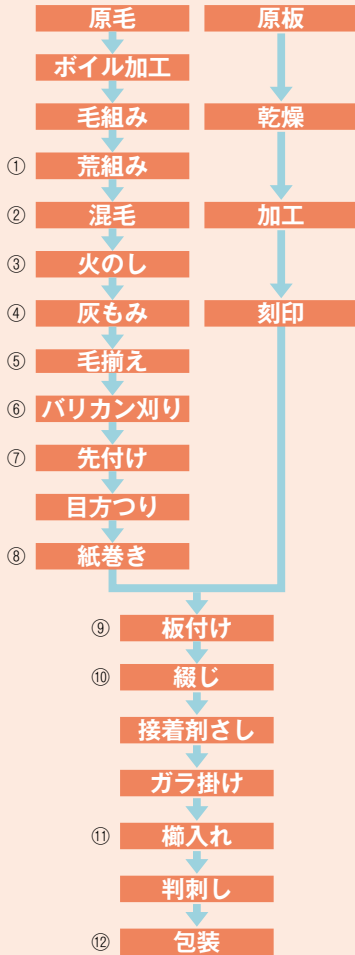 原毛 原板
ボイル加工
毛組み 乾燥
① 荒組み
② 混毛 加工
③ 火のし
④ 灰もみ 刻印
⑤ 毛揃え
⑥ バリカン刈り
⑦ 先付け
目方つり
⑧ 紙巻き
⑨ 板付け
⑩ 綴じ
接着剤さし
ガラ掛け
⑪ 櫛入れ
判刺し
⑫ 包装